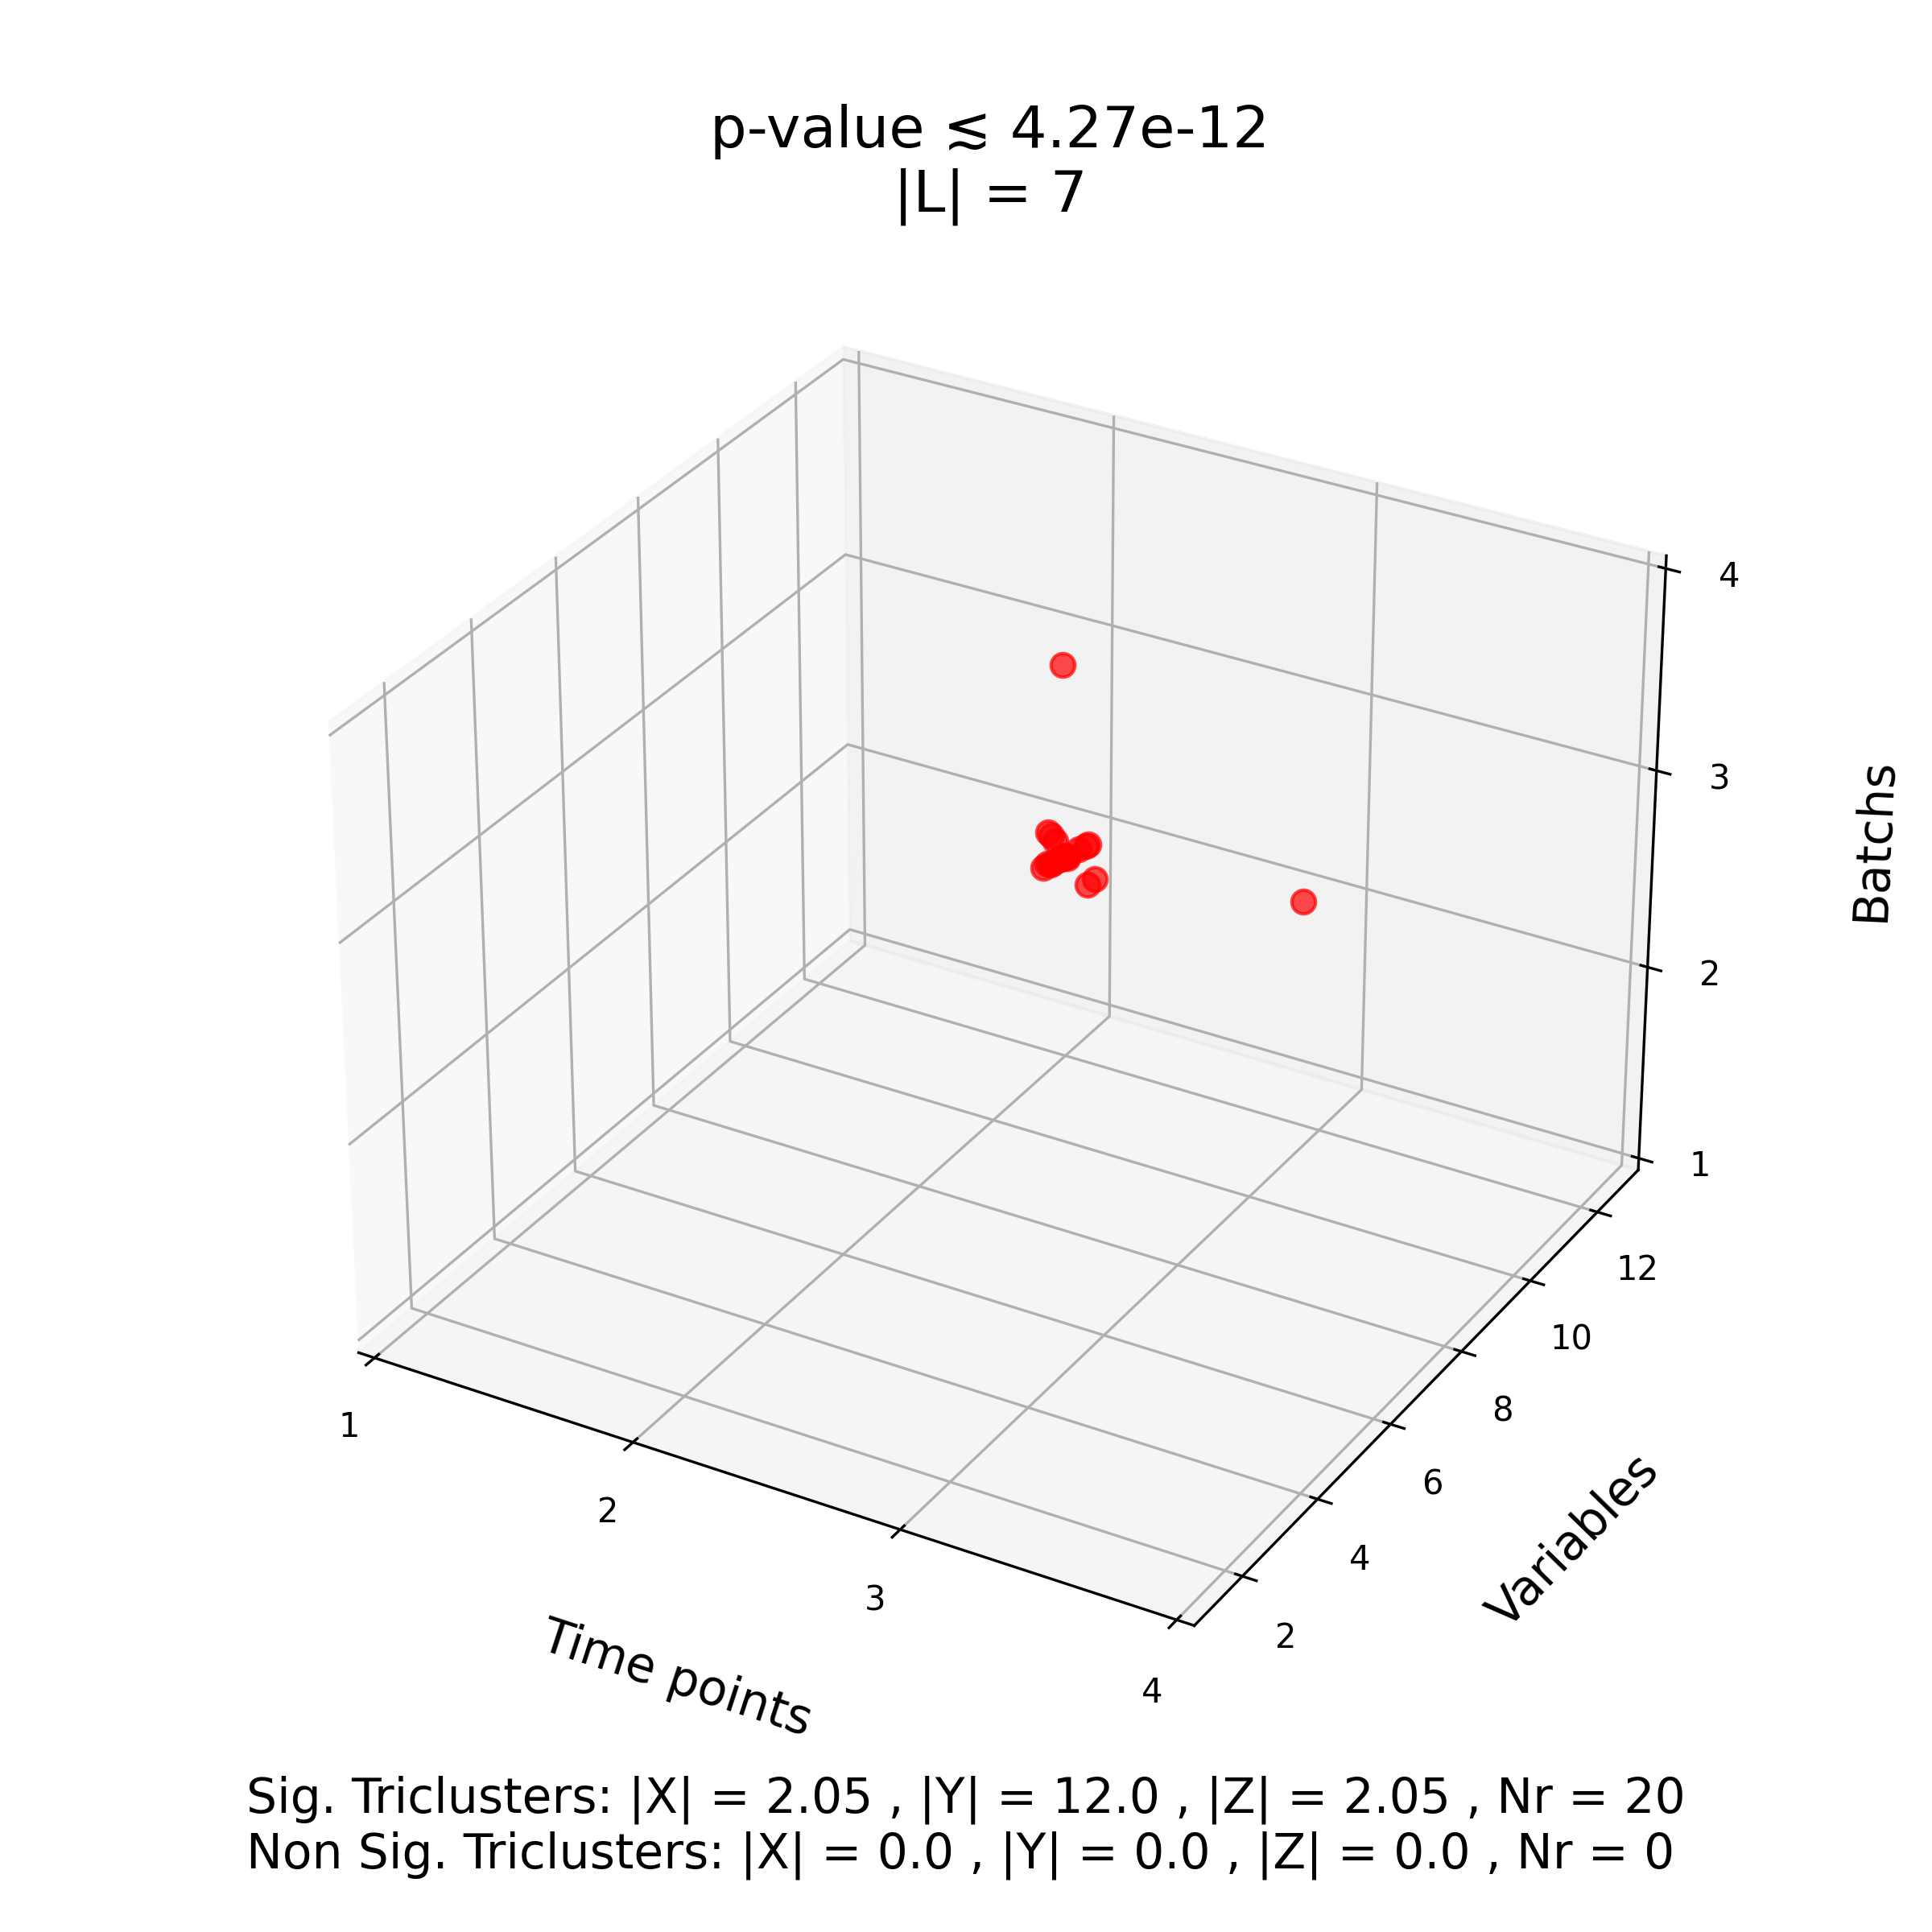 p-value ⪅ 4.27e-12
|L| = 7
4
3
Batchs
2
1
12
10
8
6
Variables
4
2
1
2
3
4
Time points
Sig. Triclusters: |X| = 2.05 , |Y| = 12.0 , |Z| = 2.05 , Nr = 20
Non Sig. Triclusters: |X| = 0.0 , |Y| = 0.0 , |Z| = 0.0 , Nr = 0